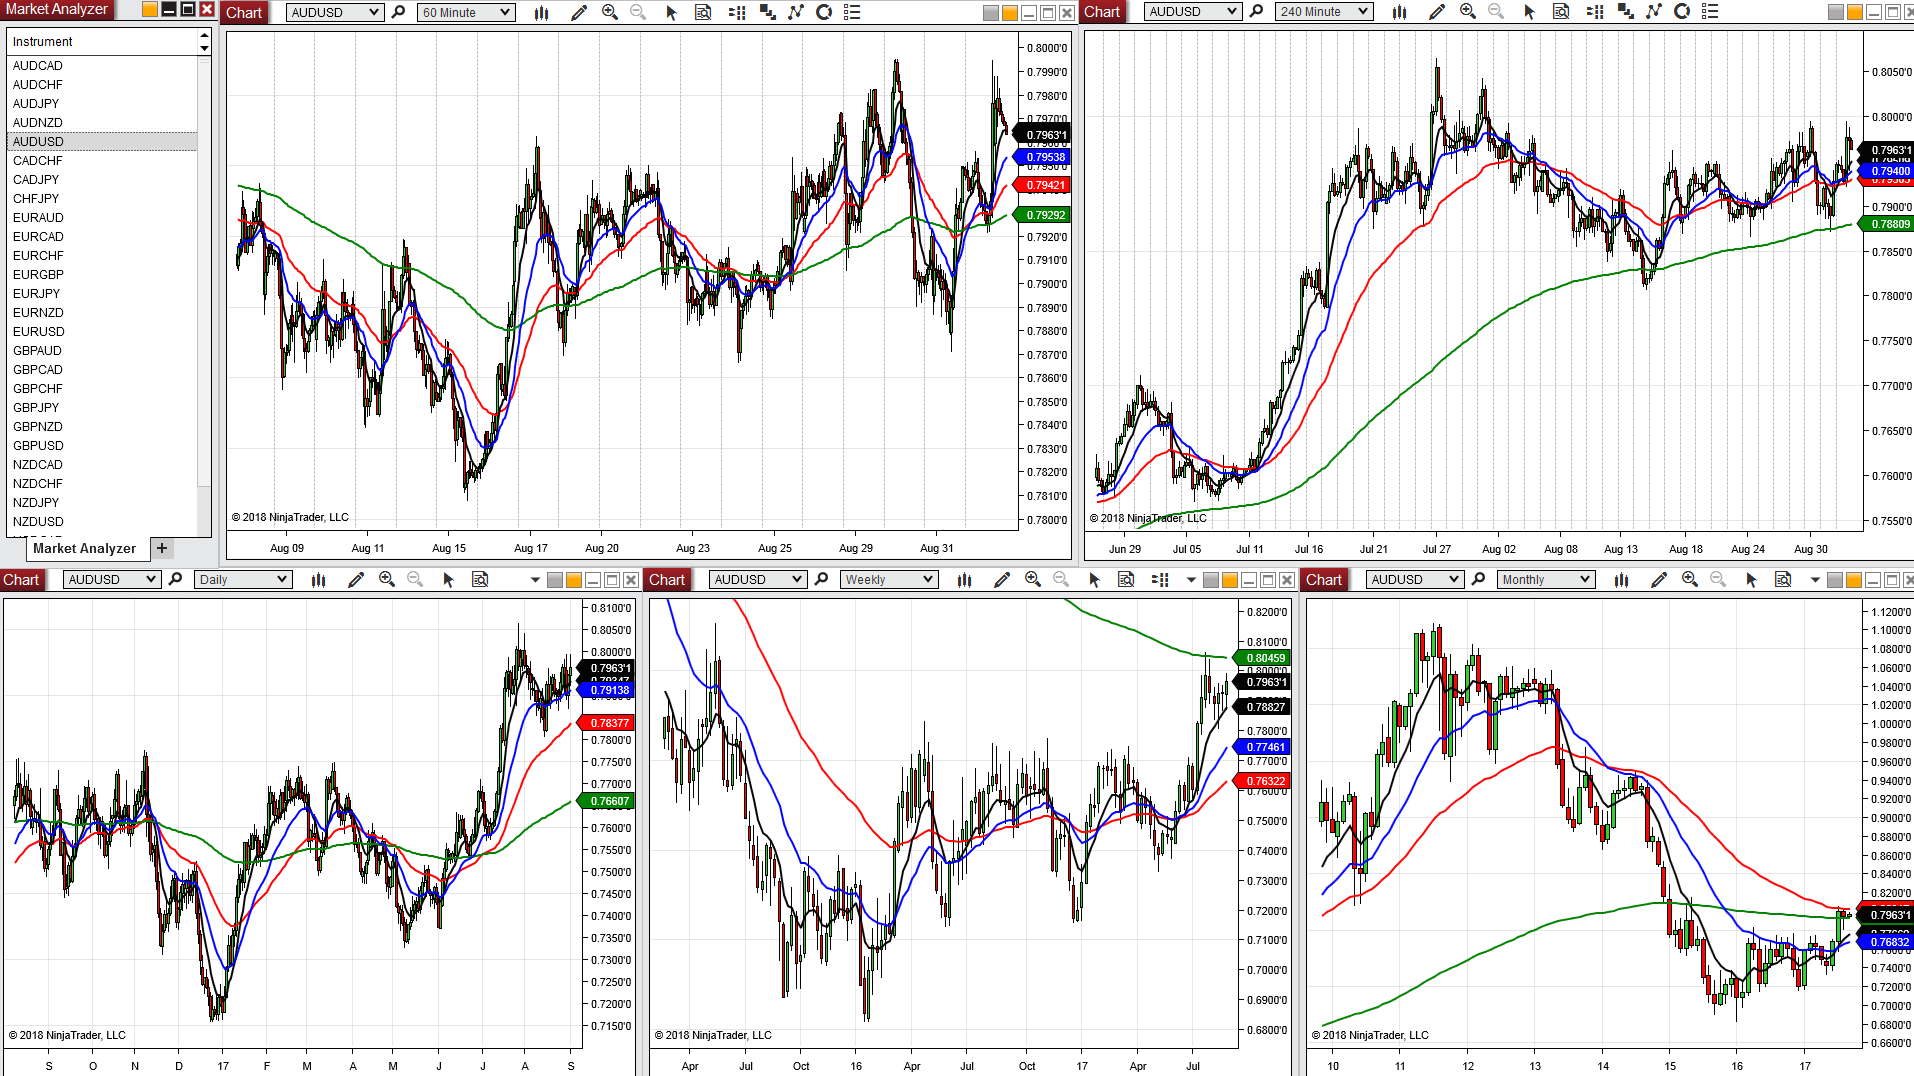 Market Analyzer
Instrument
AUDCAD
AUDCHF
AUDJPY
AUDNZD
AUDUSD
CADCHF
CADJPY
CHFJPY
EURAUD
EURCAD
EURCHF
EURGBP
EURJPY
EURNZD
EURUSD
GBPAUD
GBPCAD
GBPCHF
GBPJPY
GBPNZD
GBPUSD
NZDCAD
NZDCHF
NZDJPY
NZDUSD
Market Analyzer +
Chart AUDUSD 60 Minute
0.8000'0
0.7990'0
0.7980'0
0.7970'0
0.7963'1
0.79538
0.7950'0
0.79421
0.79292
0.7920'0
0.7910'0
0.7900'0
0.7890'0
0.7880'0
0.7870'0
0.7860'0
0.7850'0
0.7840'0
0.7830'0
0.7820'0
0.7810'0
0.7800'0
© 2018 NinjaTrader, LLC
Aug 09 Aug 11 Aug 15 Aug 17 Aug 20 Aug 23 Aug 25 Aug 29 Aug 31
Chart AUDUSD 240 Minute
0.8050'0
0.8000'0
0.7963'1
0.79400
0.7900'0
0.78809
0.7850'0
0.7800'0
0.7750'0
0.7700'0
0.7650'0
0.7600'0
0.7550'0
© 2018 NinjaTrader, LLC
Jun 29 Jul 05 Jul 11 Jul 16 Jul 21 Jul 27 Aug 02 Aug 08 Aug 13 Aug 18 Aug 24 Aug 30
Chart AUDUSD Daily
0.8100'0
0.8050'0
0.8000'0
0.7963'1
0.79138
0.78377
0.7800'0
0.7750'0
0.7700'0
0.76607
0.7600'0
0.7550'0
0.7500'0
0.7450'0
0.7400'0
0.7350'0
0.7300'0
0.7250'0
0.7200'0
0.7150'0
© 2018 NinjaTrader, LLC
S O N D 17 F M A M J J A S
Chart AUDUSD Weekly
0.8200'0
0.8100'0
0.80459
0.8000'0
0.7963'1
0.78827
0.7800'0
0.77461
0.7700'0
0.76322
0.7600'0
0.7500'0
0.7400'0
0.7300'0
0.7200'0
0.7100'0
0.7000'0
0.6900'0
0.6800'0
© 2018 NinjaTrader, LLC
Apr Jul Oct 16 Apr Jul Oct 17 Apr Jul
Chart AUDUSD Monthly
1.1200'0
1.1000'0
1.0800'0
1.0600'0
1.0400'0
1.0200'0
1.0000'0
0.9800'0
0.9600'0
0.9400'0
0.9200'0
0.9000'0
0.8800'0
0.8600'0
0.8400'0
0.8200'0
0.7963'1
0.76832
0.7400'0
0.7200'0
0.7000'0
0.6800'0
0.6600'0
© 2018 NinjaTrader, LLC
10 11 12 13 14 15 16 17